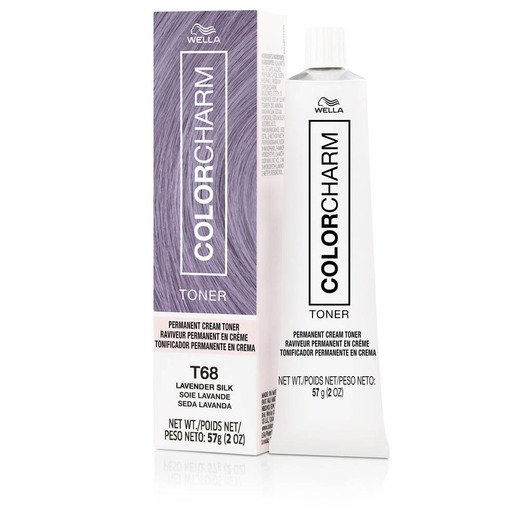 WELLA
COLORCHARM
TONER
PERMANENT CREAM TONER
RAVIVEUR PERMANENT EN CRÈME
TONIFICADOR PERMANENTE EN CREMA
T68
LAVENDER SILK
SOIE LAVANDE
SEDA LAVANDA
NET WT./POIDS NET/
PESO NETO: 57g (2 OZ)
WELLA
COLORCHARM
TONER
PERMANENT CREAM TONER
RAVIVEUR PERMANENT EN CRÈME
TONIFICADOR PERMANENTE EN CREMA
NET WT./POIDS NET/PESO NETO:
57 g (2 OZ)